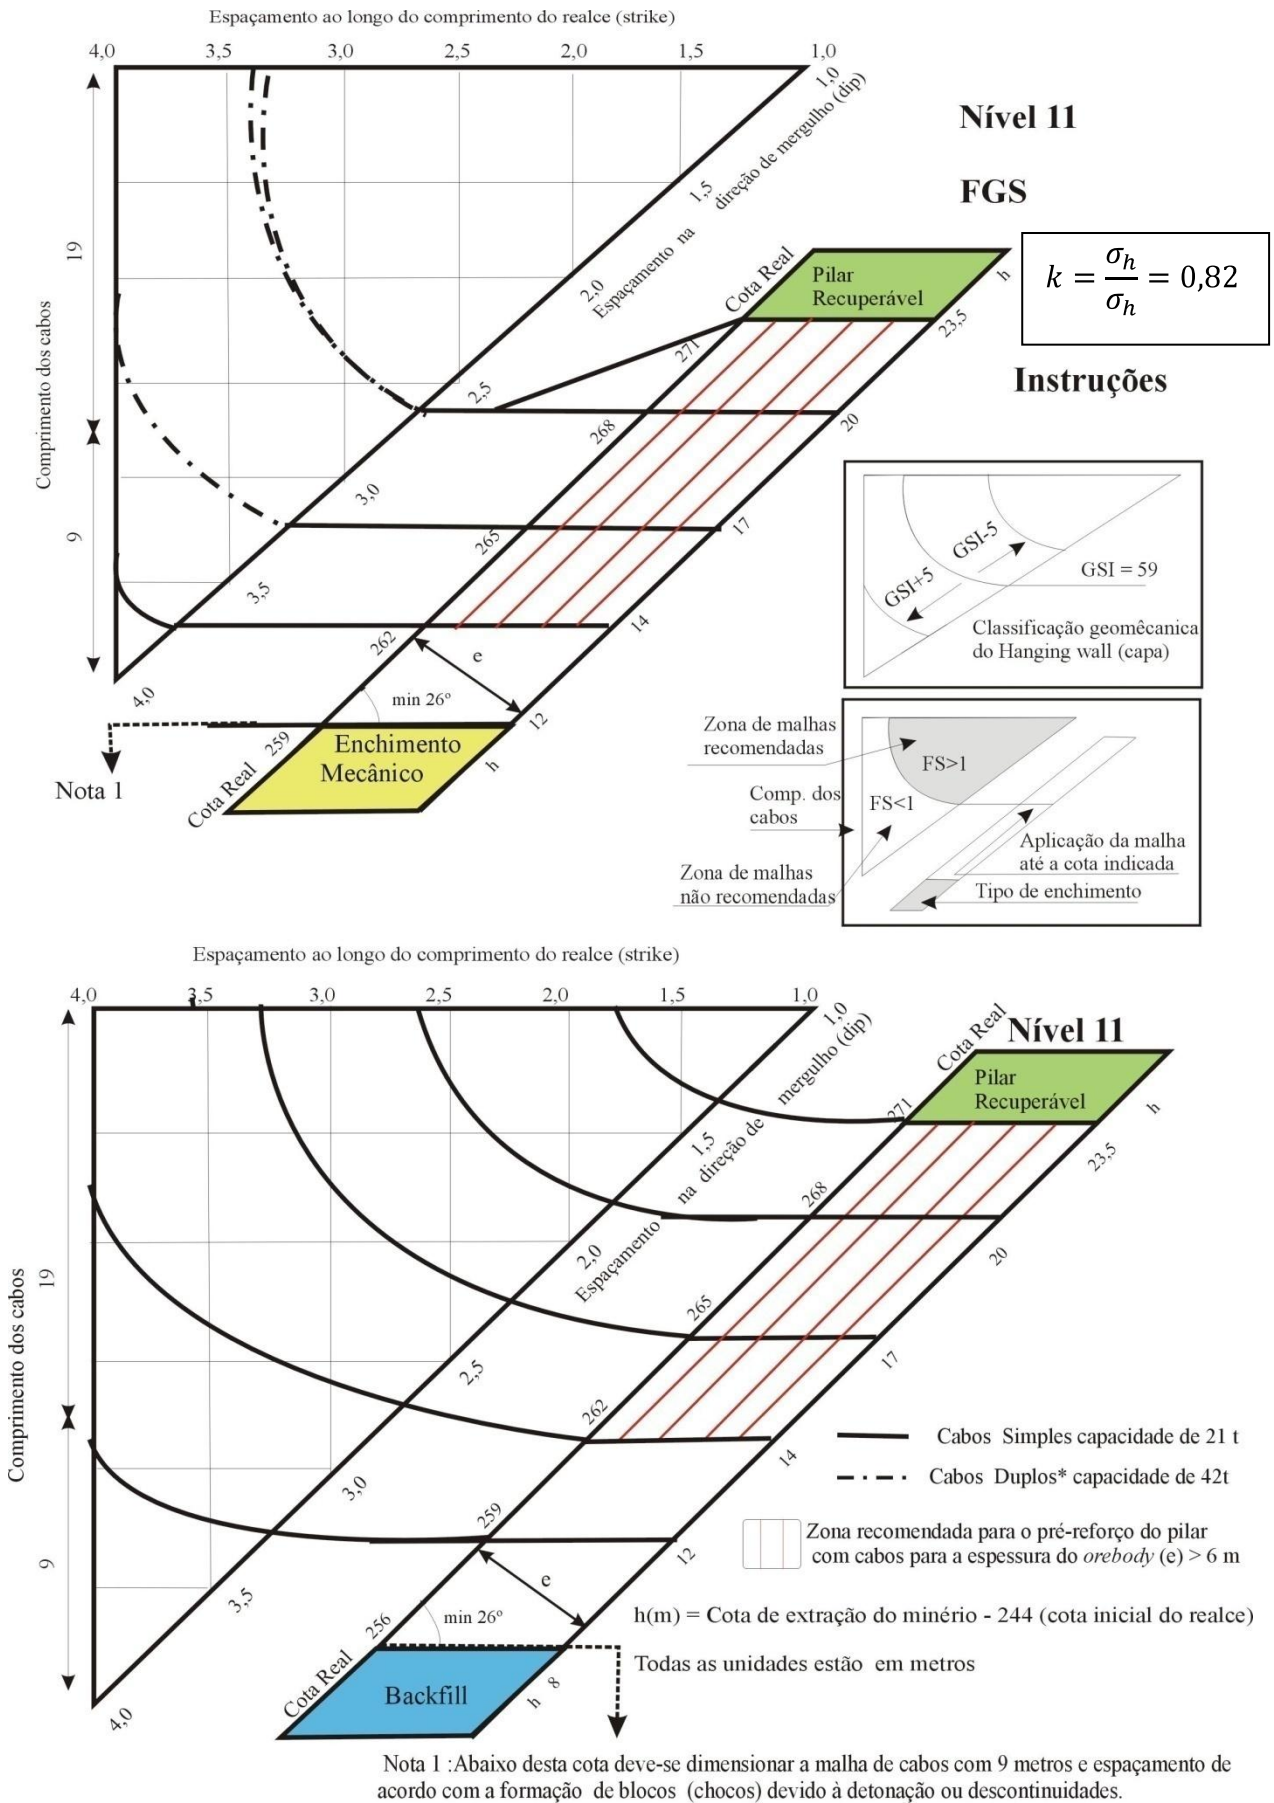 Espaçamento ao longo do comprimento do realce (strike)
4,0
3,5
3,0
2,5
2,0
1,5
1,0
1,0
1,5
2,0
2,5
3,0
3,5
4,0
Espaçamento na direção de mergulho (dip)
Comprimento dos cabos
19
9
Nível 11
FGS
k = σh/σh = 0,82
Instruções
Cota Real
Pilar
Recuperável
h
271
268
265
262
259
23,5
20
17
14
12
e
min 26º
Enchimento
Mecânico
Cota Real
h
Nota 1
GSI-5
GSI+5
GSI = 59
Classificação geomêcanica
do Hanging wall (capa)
Zona de malhas
recomendadas
FS>1
Comp. dos
cabos
FS<1
Aplicação da malha
até a cota indicada
Zona de malhas
não recomendadas
Tipo de enchimento
Espaçamento ao longo do comprimento do realce (strike)
4,0
3,5
3,0
2,5
2,0
1,5
1,0
1,0
1,5
2,0
2,5
3,0
3,5
4,0
Espaçamento na direção de mergulho (dip)
Comprimento dos cabos
19
9
Nível 11
Cota Real
Pilar
Recuperável
h
271
268
265
262
259
256
23,5
20
17
14
12
8
h
e
min 26º
Cota Real
Backfill
Cabos Simples capacidade de 21 t
Cabos Duplos* capacidade de 42t
Zona recomendada para o pré-reforço do pilar
com cabos para a espessura do orebody (e) > 6 m
h(m) = Cota de extração do minério - 244 (cota inicial do realce)
Todas as unidades estão em metros
Nota 1 :Abaixo desta cota deve-se dimensionar a malha de cabos com 9 metros e espaçamento de
acordo com a formação de blocos (chocos) devido à detonação ou descontinuidades.